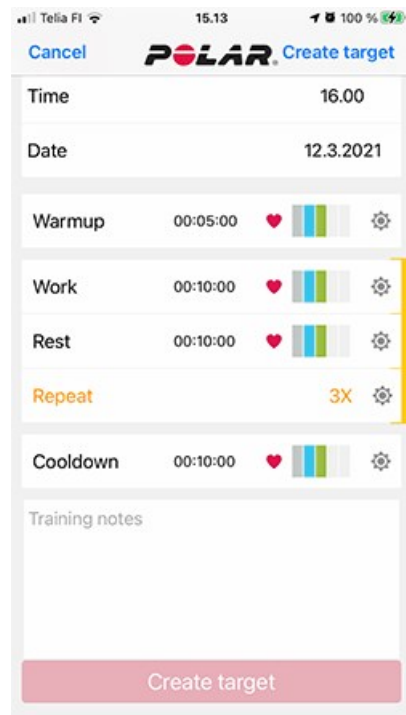 Telia FI 15.13 100 %
Cancel POLAR. Create target
Time 16.00
Date 12.3.2021
Warmup 00:05:00
Work 00:10:00
Rest 00:10:00
Repeat 3X
Cooldown 00:10:00
Training notes
Create target